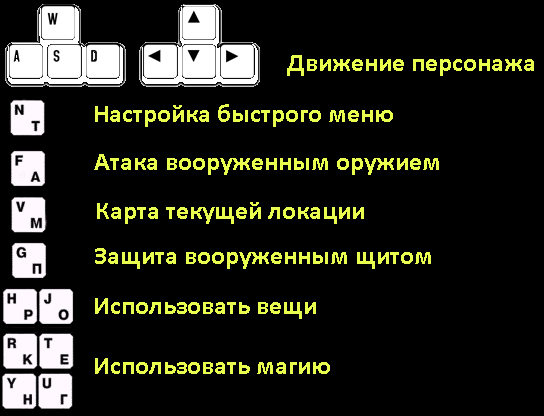 W
A S D ◄ ▼ ► ▲ Движение персонажа
N T Настройка быстрого меню
F A Атака вооруженным оружием
V M Карта текущей локации
G П Защита вооруженным щитом
H Р J О Использовать вещи
R К T Е
Y Н U Г Использовать магию